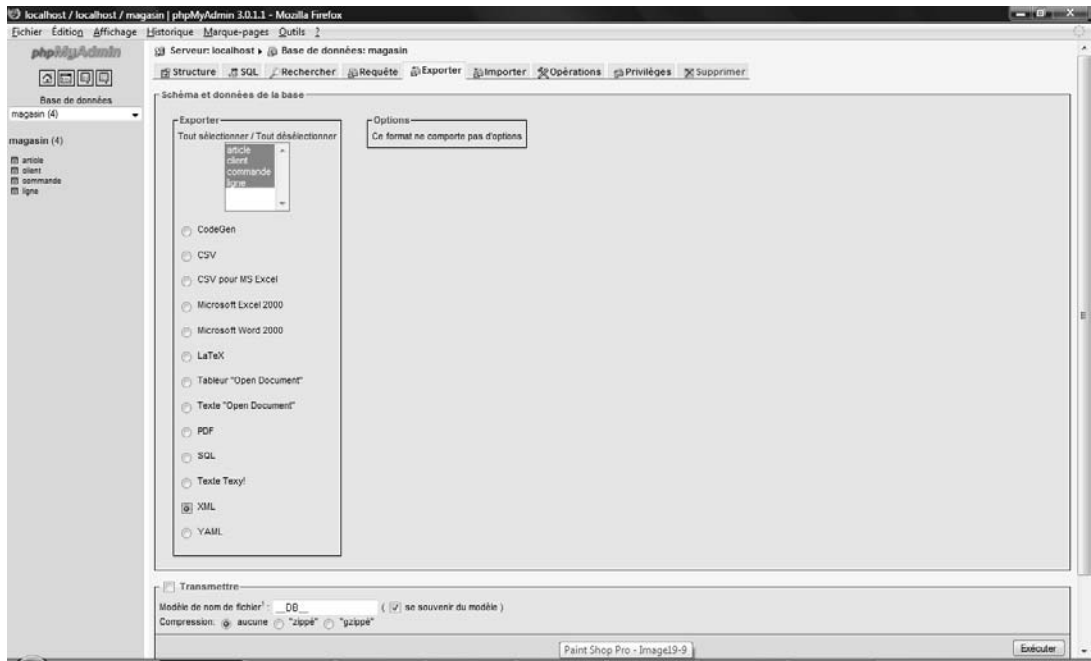 localhost / localhost / magasin | phpMyAdmin 3.0.1.1 - Mozilla Firefox
Fichier Édition Affichage Historique Marque-pages Outils ?
phpMyAdmin
Base de données
magasin (4)
magasin (4)
article
client
commande
ligne
Serveur: localhost ▸ Base de données: magasin
Structure SQL Rechercher Requête Exporter Importer Opérations Privilèges Supprimer
Schéma et données de la base
Exporter
Tout sélectionner / Tout désélectionner
article
client
commande
ligne
CodeGen
CSV
CSV pour MS Excel
Microsoft Excel 2000
Microsoft Word 2000
LaTeX
Tableur "Open Document"
Texte "Open Document"
PDF
SQL
Texte Texy!
XML
YAML
Options
Ce format ne comporte pas d'options
Transmettre
Modèle de nom de fichier¹ : __DB__ ( se souvenir du modèle )
Compression: aucune "zippé" "gzippé"
Paint Shop Pro - Image19-9
Exécuter